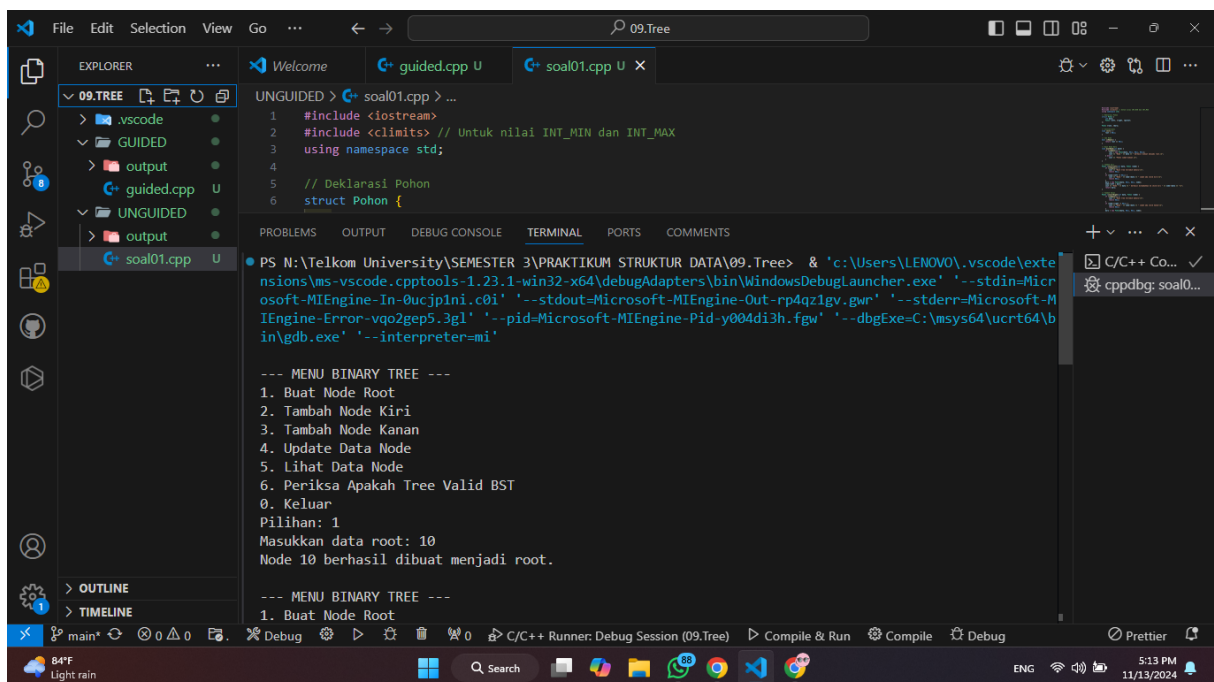 File Edit Selection View Go ··· 09.Tree
EXPLORER ···
09.TREE
.vscode
GUIDED
output
guided.cpp U
UNGUIDED
output
soal01.cpp U
OUTLINE
TIMELINE
8
1
Welcome guided.cpp U soal01.cpp U
UNGUIDED > soal01.cpp > ...
1 #include <iostream>
2 #include <climits> // Untuk nilai INT_MIN dan INT_MAX
3 using namespace std;
4
5 // Deklarasi Pohon
6 struct Pohon {
PROBLEMS OUTPUT DEBUG CONSOLE TERMINAL PORTS COMMENTS
PS N:\Telkom University\SEMESTER 3\PRAKTIKUM STRUKTUR DATA\09.Tree> & 'c:\Users\LENOVO\.vscode\exte
nsions\ms-vscode.cpptools-1.23.1-win32-x64\debugAdapters\bin\WindowsDebugLauncher.exe' '--stdin=Micr
osoft-MIEngine-In-0ucjp1ni.c0i' '--stdout=Microsoft-MIEngine-Out-rp4qz1gv.gwr' '--stderr=Microsoft-M
IEngine-Error-vqo2gep5.3gl' '--pid=Microsoft-MIEngine-Pid-y004di3h.fgw' '--dbgExe=C:\msys64\ucrt64\b
in\gdb.exe' '--interpreter=mi'
--- MENU BINARY TREE ---
1. Buat Node Root
2. Tambah Node Kiri
3. Tambah Node Kanan
4. Update Data Node
5. Lihat Data Node
6. Periksa Apakah Tree Valid BST
0. Keluar
Pilihan: 1
Masukkan data root: 10
Node 10 berhasil dibuat menjadi root.
--- MENU BINARY TREE ---
1. Buat Node Root
C/C++ Co...
cppdbg: soal0...
main* 0 0 Debug 0 C/C++ Runner: Debug Session (09.Tree) Compile & Run Compile Debug Prettier
84°F
Light rain
Search
88
ENG
5:13 PM
11/13/2024